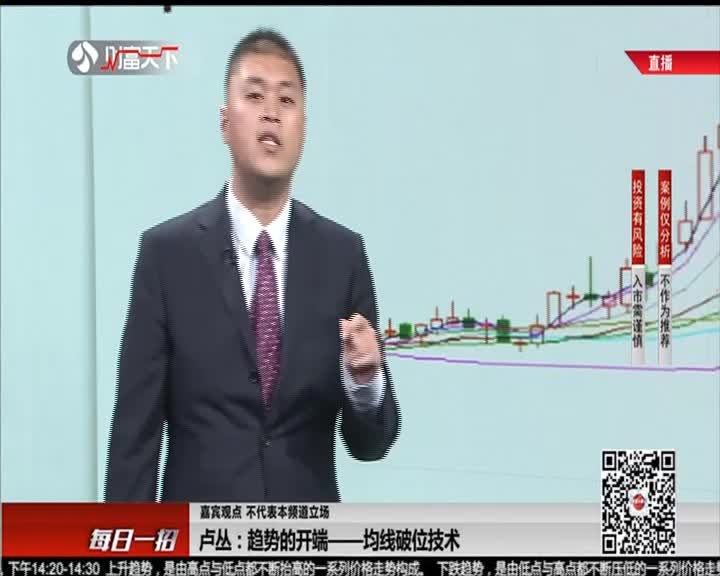 财富天下
直播
案例仅分析 不作为推荐
投资有风险 入市需谨慎
嘉宾观点 不代表本频道立场
每日一招
卢丛：趋势的开端——均线破位技术
下午14:20-14:30 上升趋势，是由高点与低点都不断抬高的一系列价格走势构成。 下跌趋势，是由低点与高点都不断压低的一系列价格走